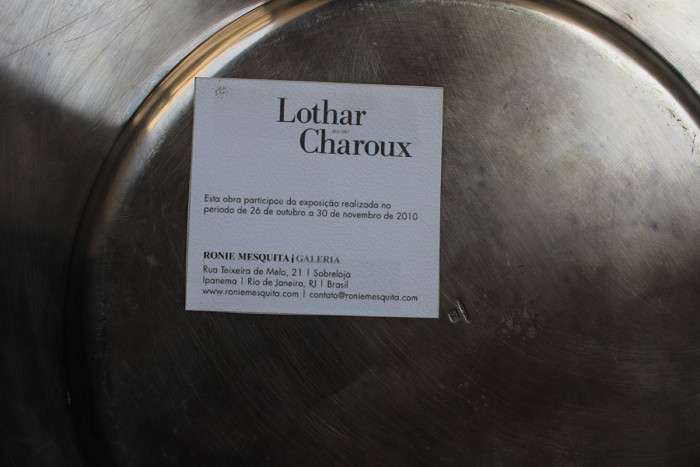 Lothar
Charoux
Esta obra participou da exposição realizada no
período de 26 de outubro a 30 de novembro de 2010
RONIE MESQUITA | GALERIA
Rua Teixeira de Melo, 21 | Sobreloja
Ipanema | Rio de Janeiro, RJ | Brasil
www.roniemesquita.com | contato@roniemesquita.com